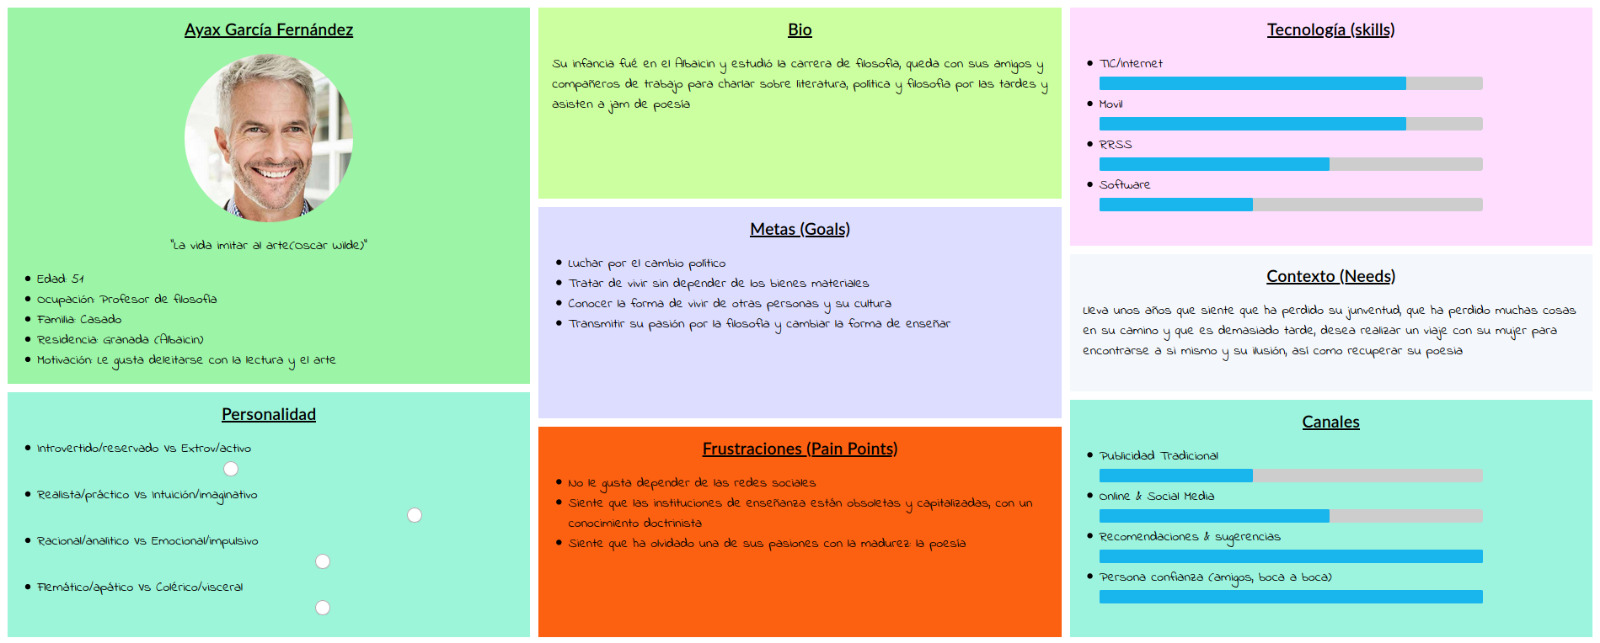 Ayax García Fernández
"La vida imitar al arte(Oscar Wilde)"
Edad: 51
Ocupación: Profesor de filosofía
Familia: Casado
Residencia: Granada (Albaicin)
Motivación: Le gusta deleitarse con la lectura y el arte
Personalidad
Introvertido/reservado Vs Extrov/activo
Realista/práctico Vs Intuición/imaginativo
Racional/analítico Vs Emocional/impulsivo
Flemático/apático Vs Colérico/visceral
Bio
Su infancia fué en el Albaicin y estudió la carrera de filosofía, queda con sus amigos y
compañeros de trabajo para charlar sobre literatura, política y filosofía por las tardes y
asisten a jam de poesía
Metas (Goals)
Luchar por el cambio político
Tratar de vivir sin depender de los bienes materiales
Conocer la forma de vivir de otras personas y su cultura
Transmitir su pasión por la filosofía y cambiar la forma de enseñar
Frustraciones (Pain Points)
No le gusta depender de las redes sociales
Siente que las instituciones de enseñanza están obsoletas y capitalizadas, con un
conocimiento doctrinista
Siente que ha olvidado una de sus pasiones con la madurez: la poesía
Tecnología (skills)
TIC/Internet
Movil
RRSS
Software
Contexto (Needs)
Lleva unos años que siente que ha perdido su junventud, que ha perdido muchas cosas
en su camino y que es demasiado tarde, desea realizar un viaje con su mujer para
encontrarse a si mismo y su ilusión, así como recuperar su poesía
Canales
Publicidad Tradicional
Online & Social Media
Recomendaciones & sugerencias
Persona confianza (amigos, boca a boca)